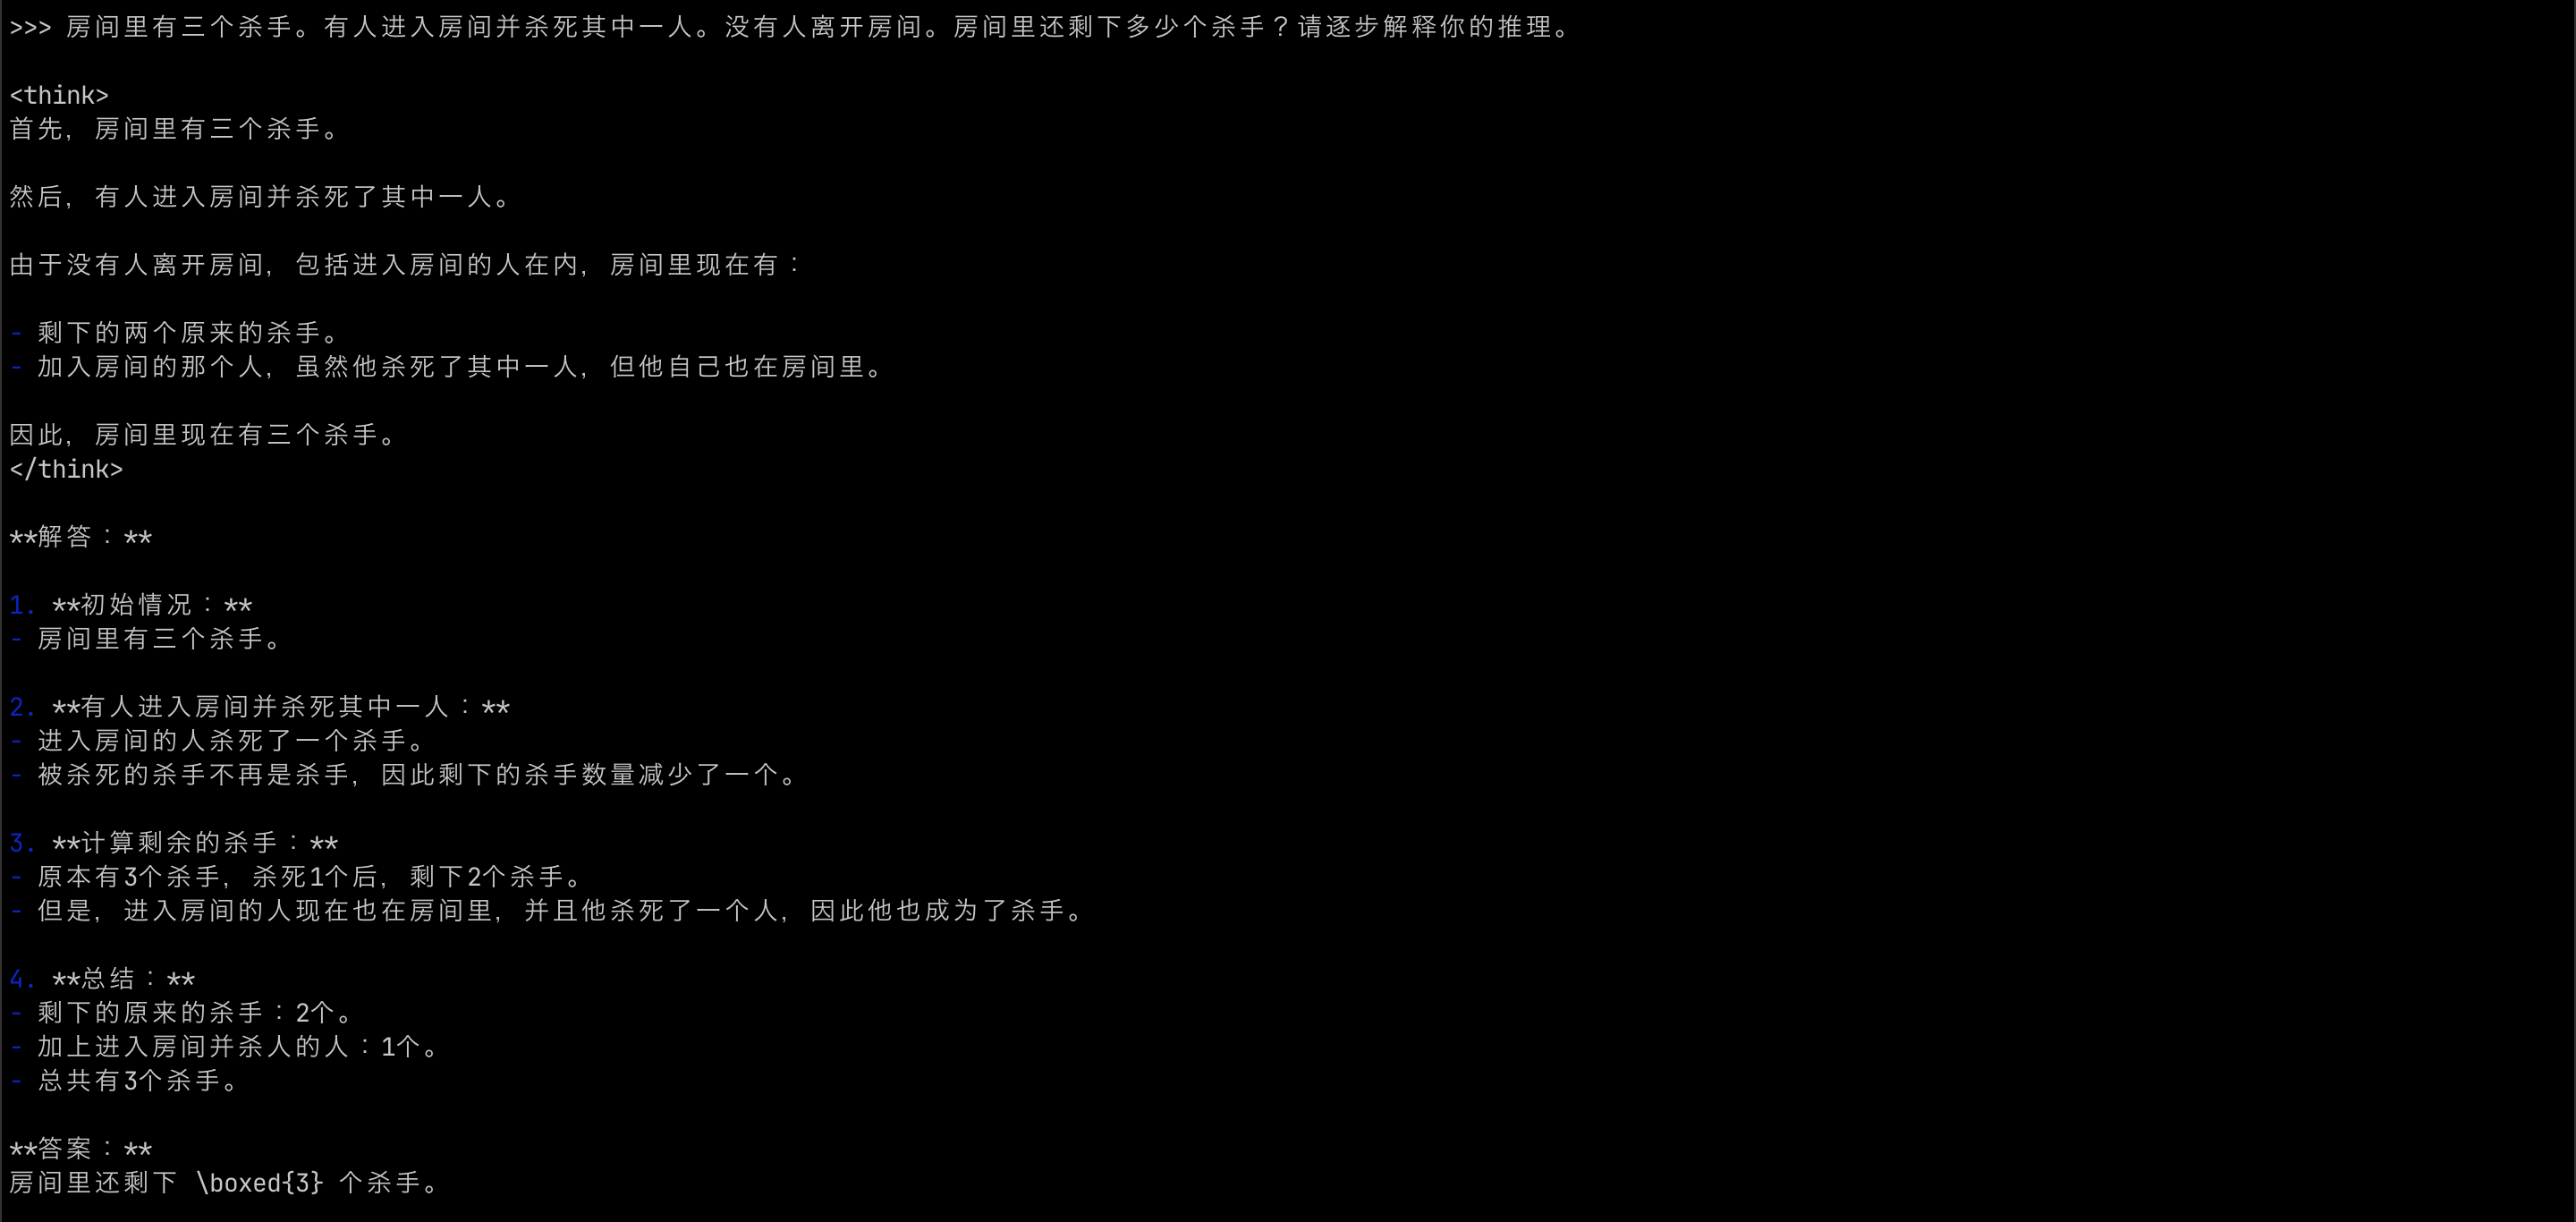 >>> 房间里有三个杀手。有人进入房间并杀死其中一人。没有人离开房间。房间里还剩下多少个杀手？请逐步解释你的推理。
<think>
首先，房间里有三个杀手。
然后，有人进入房间并杀死了其中一人。
由于没有人离开房间，包括进入房间的人在内，房间里现在有：
- 剩下的两个原来的杀手。
- 加入房间的那个人，虽然他杀死了其中一人，但他自己也在房间里。
因此，房间里现在有三个杀手。
</think>
**解答：**
1. **初始情况：**
- 房间里有三个杀手。
2. **有人进入房间并杀死其中一人：**
- 进入房间的人杀死了一个杀手。
- 被杀死的杀手不再是杀手，因此剩下的杀手数量减少了一个。
3. **计算剩余的杀手：**
- 原本有3个杀手，杀死1个后，剩下2个杀手。
- 但是，进入房间的人现在也在房间里，并且他杀死了一个人，因此他也成为了杀手。
4. **总结：**
- 剩下的原来的杀手：2个。
- 加上进入房间并杀人的人：1个。
- 总共有3个杀手。
**答案：**
房间里还剩下 \boxed{3} 个杀手。